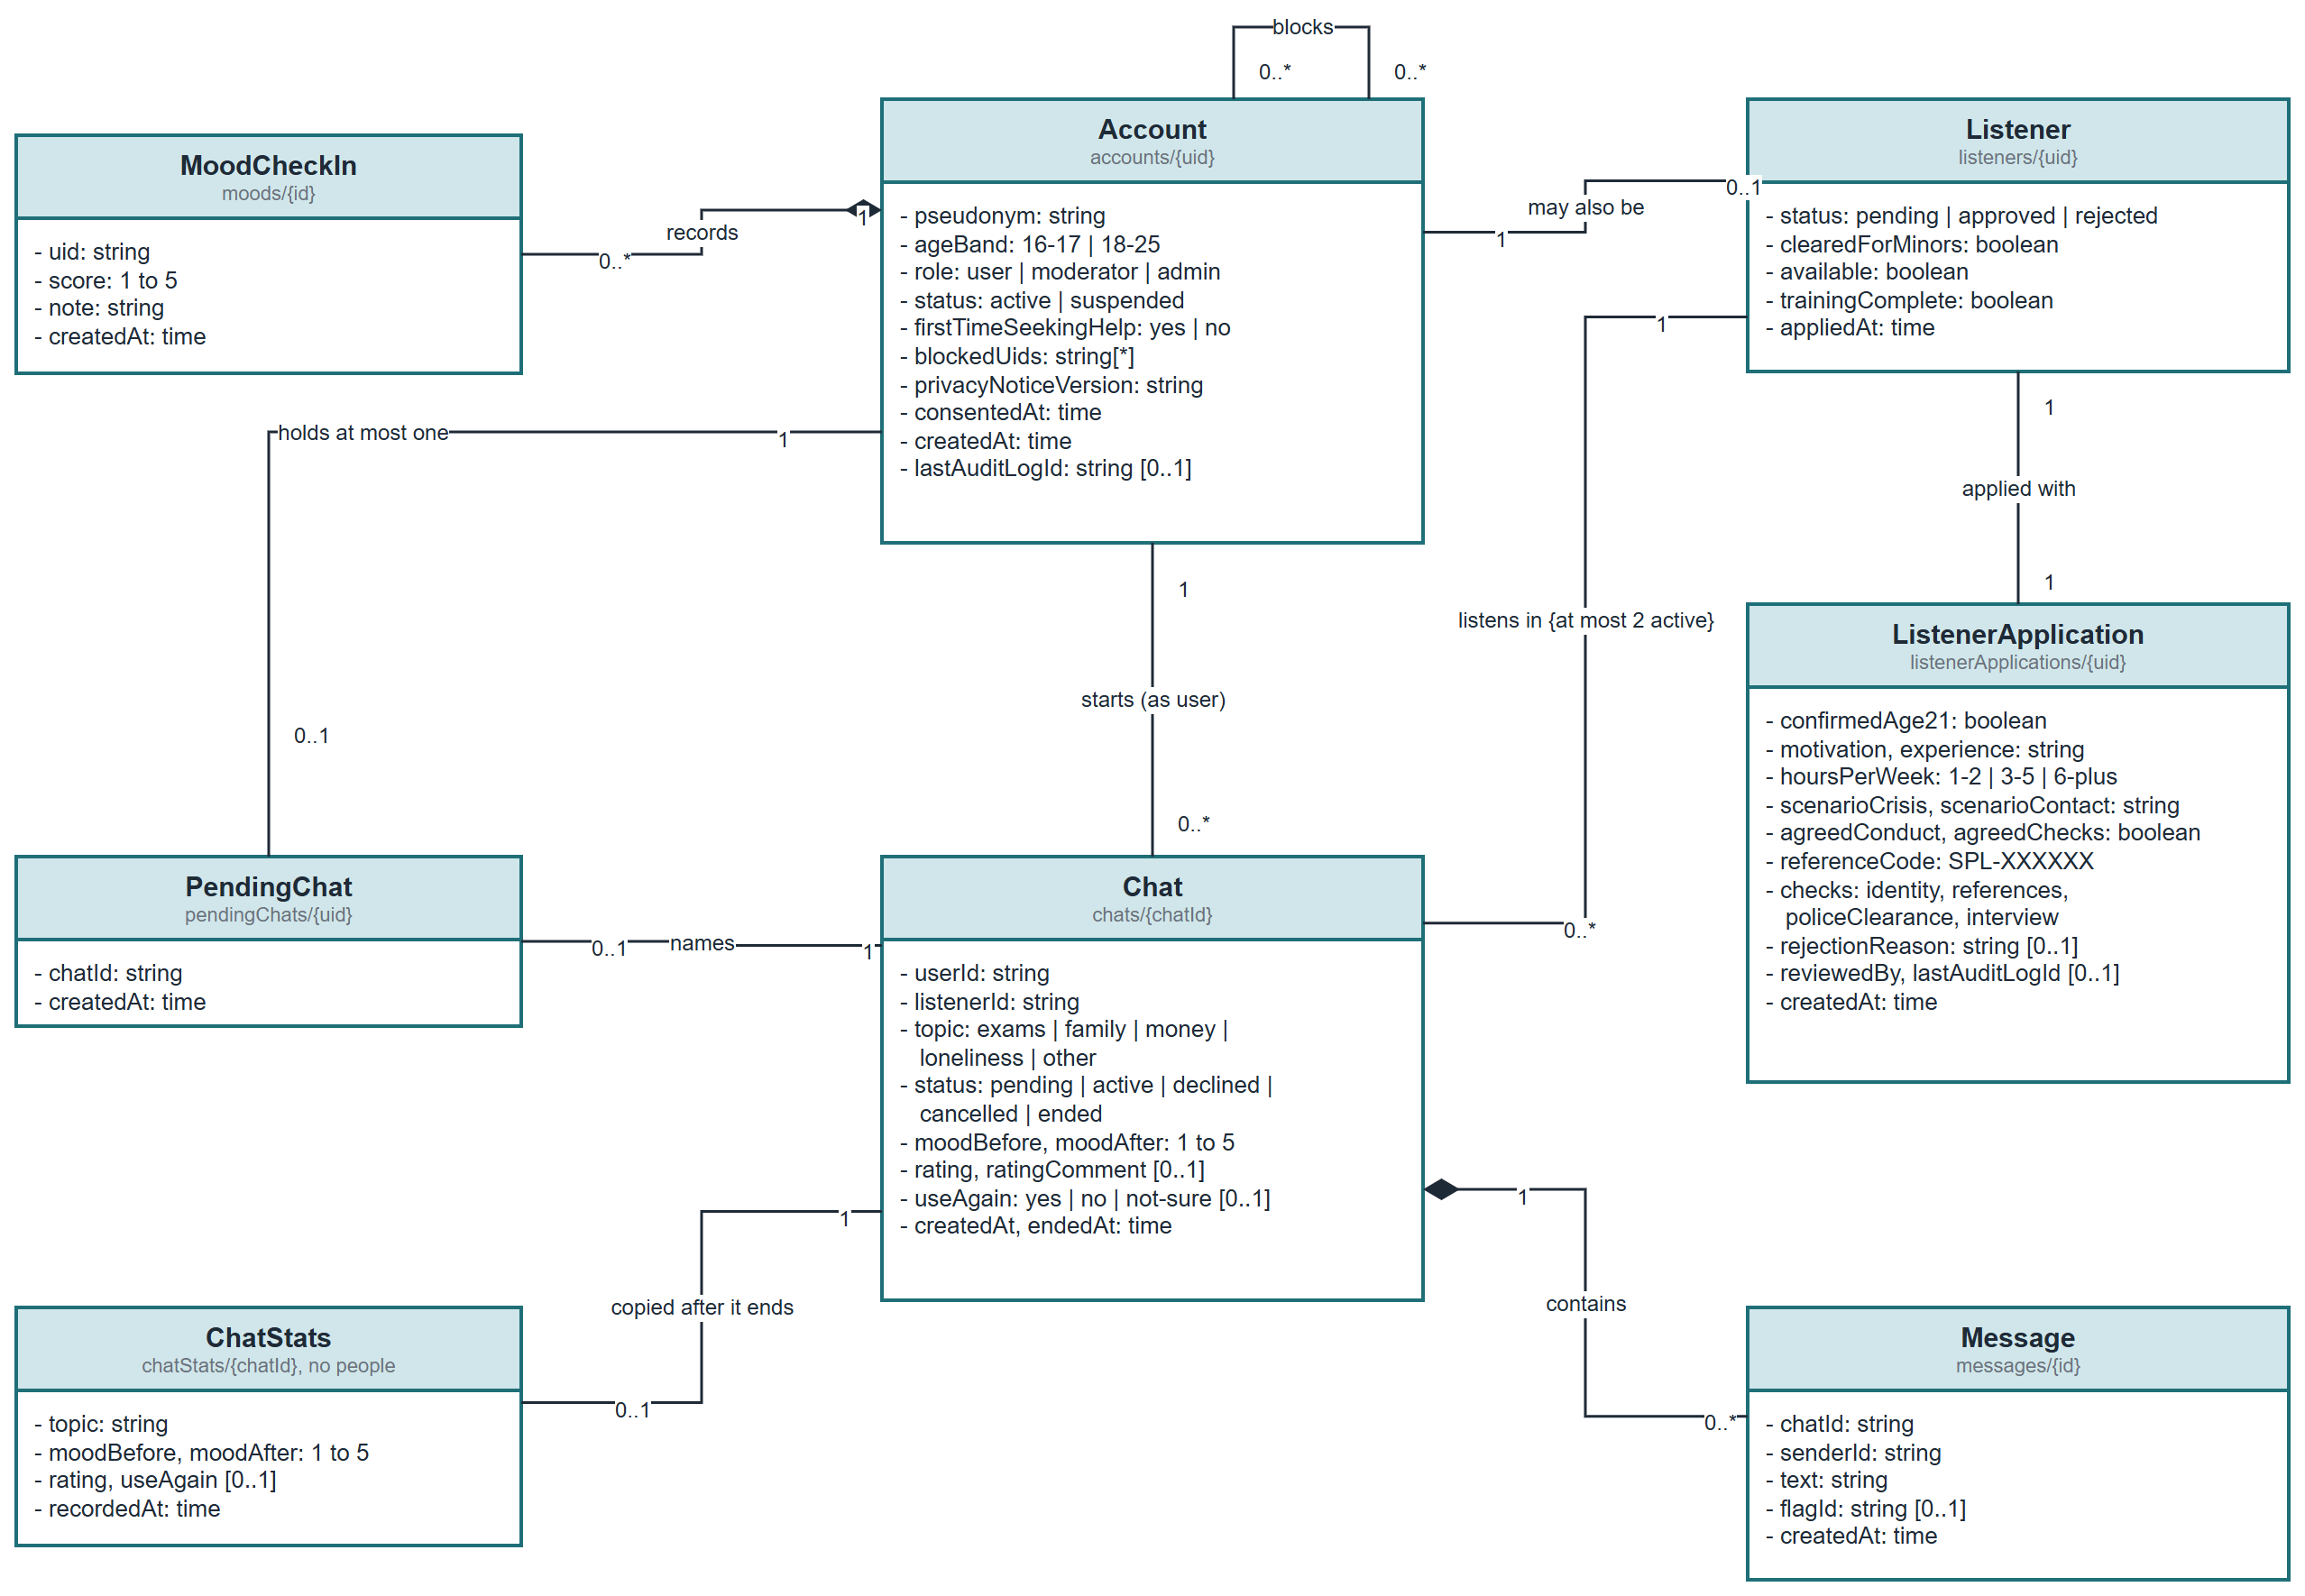 blocks
0..*
0..*
Account
accounts/{uid}
- pseudonym: string
- ageBand: 16-17 | 18-25
- role: user | moderator | admin
- status: active | suspended
- firstTimeSeekingHelp: yes | no
- blockedUids: string[*]
- privacyNoticeVersion: string
- consentedAt: time
- createdAt: time
- lastAuditLogId: string [0..1]
Listener
listeners/{uid}
- status: pending | approved | rejected
- clearedForMinors: boolean
- available: boolean
- trainingComplete: boolean
- appliedAt: time
MoodCheckIn
moods/{id}
- uid: string
- score: 1 to 5
- note: string
- createdAt: time
records
1
0..*
may also be
1
0..1
holds at most one
1
0..1
1
starts (as user)
0..*
1
listens in {at most 2 active}
0..*
1
applied with
1
ListenerApplication
listenerApplications/{uid}
- confirmedAge21: boolean
- motivation, experience: string
- hoursPerWeek: 1-2 | 3-5 | 6-plus
- scenarioCrisis, scenarioContact: string
- agreedConduct, agreedChecks: boolean
- referenceCode: SPL-XXXXXX
- checks: identity, references,
policeClearance, interview
- rejectionReason: string [0..1]
- reviewedBy, lastAuditLogId [0..1]
- createdAt: time
PendingChat
pendingChats/{uid}
- chatId: string
- createdAt: time
0..1
names
1
Chat
chats/{chatId}
- userId: string
- listenerId: string
- topic: exams | family | money |
loneliness | other
- status: pending | active | declined |
cancelled | ended
- moodBefore, moodAfter: 1 to 5
- rating, ratingComment [0..1]
- useAgain: yes | no | not-sure [0..1]
- createdAt, endedAt: time
1
copied after it ends
0..1
1
contains
0..*
ChatStats
chatStats/{chatId}, no people
- topic: string
- moodBefore, moodAfter: 1 to 5
- rating, useAgain [0..1]
- recordedAt: time
Message
messages/{id}
- chatId: string
- senderId: string
- text: string
- flagId: string [0..1]
- createdAt: time